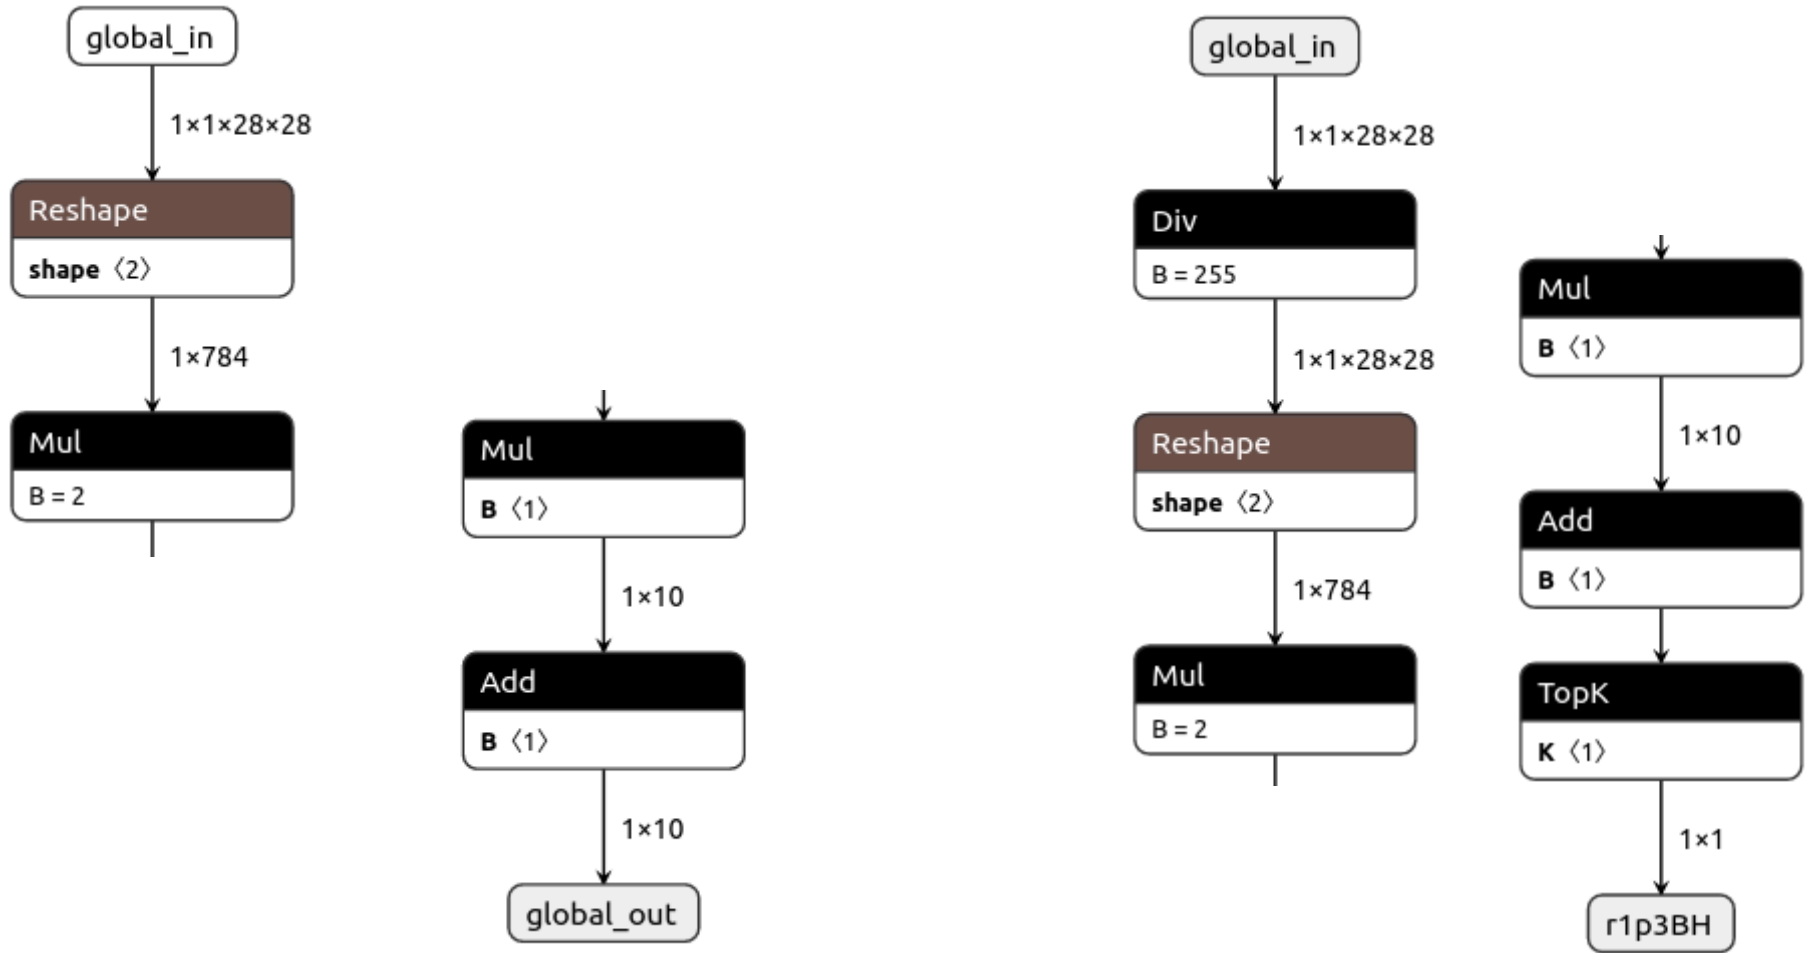 global_in
1×1×28×28
Reshape
shape 〈2〉
1×784
Mul
B = 2
Mul
B 〈1〉
1×10
Add
B 〈1〉
1×10
global_out
global_in
1×1×28×28
Div
B = 255
1×1×28×28
Reshape
shape 〈2〉
1×784
Mul
B = 2
Mul
B 〈1〉
1×10
Add
B 〈1〉
TopK
K 〈1〉
1×1
r1p3BH